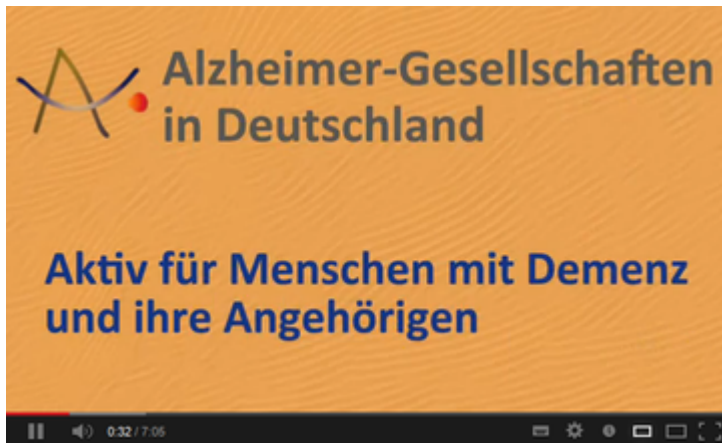 Alzheimer-Gesellschaften
in Deutschland
Aktiv für Menschen mit Demenz
und ihre Angehörigen
0:32 / 7:05